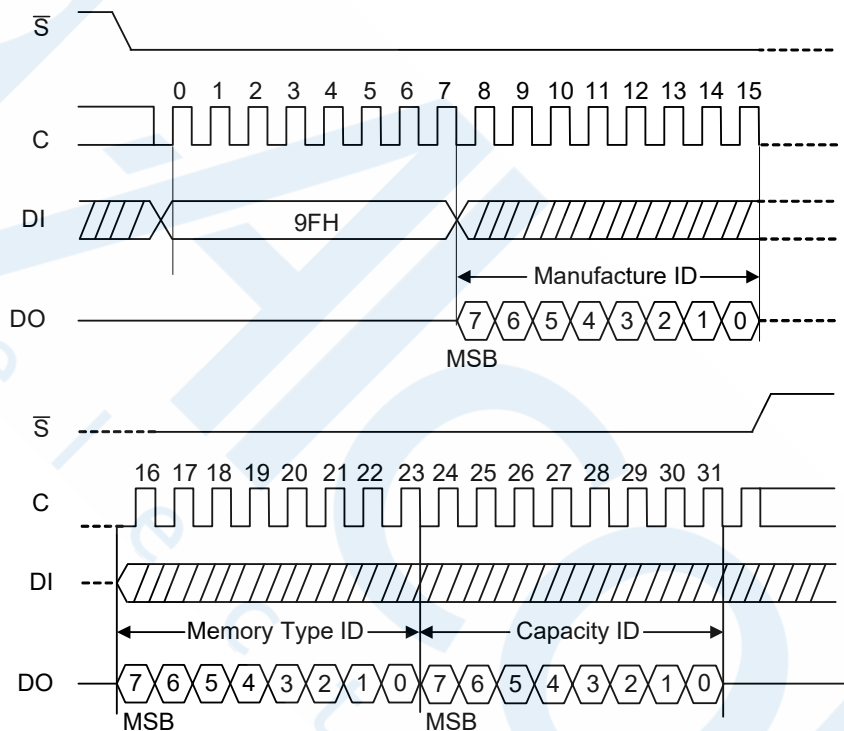 S̅
0 1 2 3 4 5 6 7 8 9 10 11 12 13 14 15
C
DI
9FH
Manufacture ID
DO
7 6 5 4 3 2 1 0
MSB
S̅
16 17 18 19 20 21 22 23 24 25 26 27 28 29 30 31
C
DI
Memory Type ID Capacity ID
DO
7 6 5 4 3 2 1 0 7 6 5 4 3 2 1 0
MSB MSB